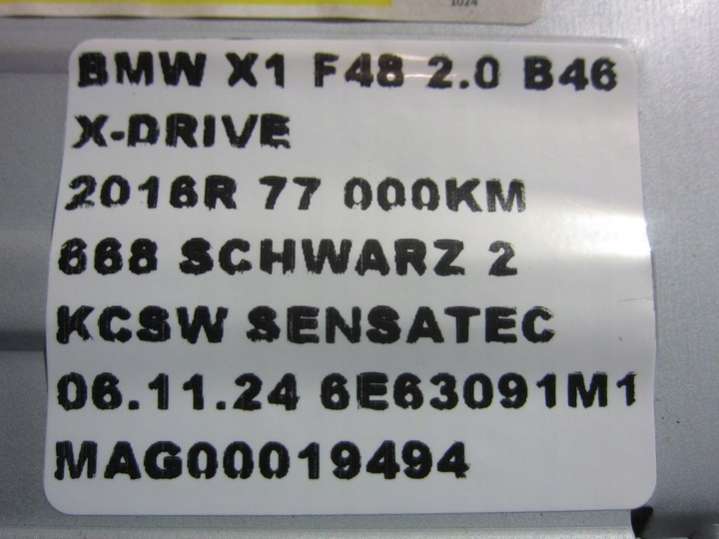 1024
BMW X1 F48 2.0 B46
X-DRIVE
2016R 77 000KM
668 SCHWARZ 2
KCSW SENSATEC
06.11.24 6E63091M1
MAG00019494